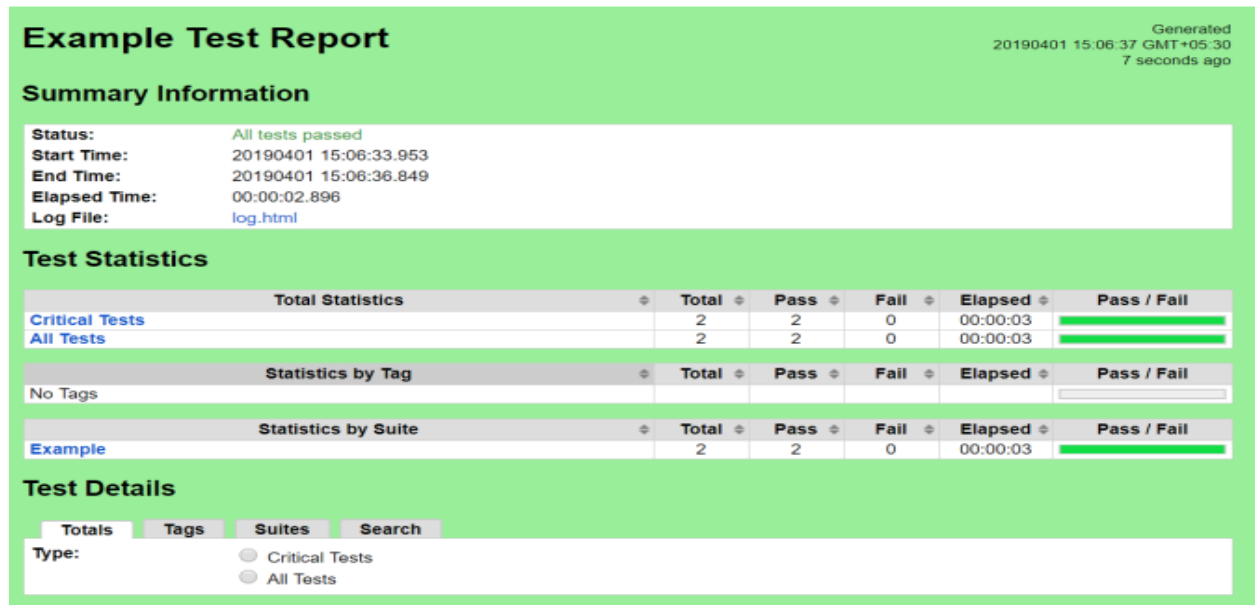 Example Test Report
Generated
20190401 15:06:37 GMT+05:30
7 seconds ago
Summary Information
Status: All tests passed
Start Time: 20190401 15:06:33.953
End Time: 20190401 15:06:36.849
Elapsed Time: 00:00:02.896
Log File: log.html
Test Statistics
Total Statistics Total Pass Fail Elapsed Pass / Fail
Critical Tests 2 2 0 00:00:03
All Tests 2 2 0 00:00:03
Statistics by Tag Total Pass Fail Elapsed Pass / Fail
No Tags
Statistics by Suite Total Pass Fail Elapsed Pass / Fail
Example 2 2 0 00:00:03
Test Details
Totals Tags Suites Search
Type: Critical Tests
All Tests